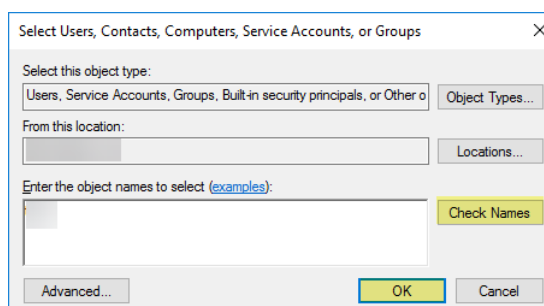 Select Users, Contacts, Computers, Service Accounts, or Groups
Select this object type:
Users, Service Accounts, Groups, Built-in security principals, or Other o
Object Types...
From this location:
Locations...
Enter the object names to select (examples):
Check Names
Advanced...
OK
Cancel